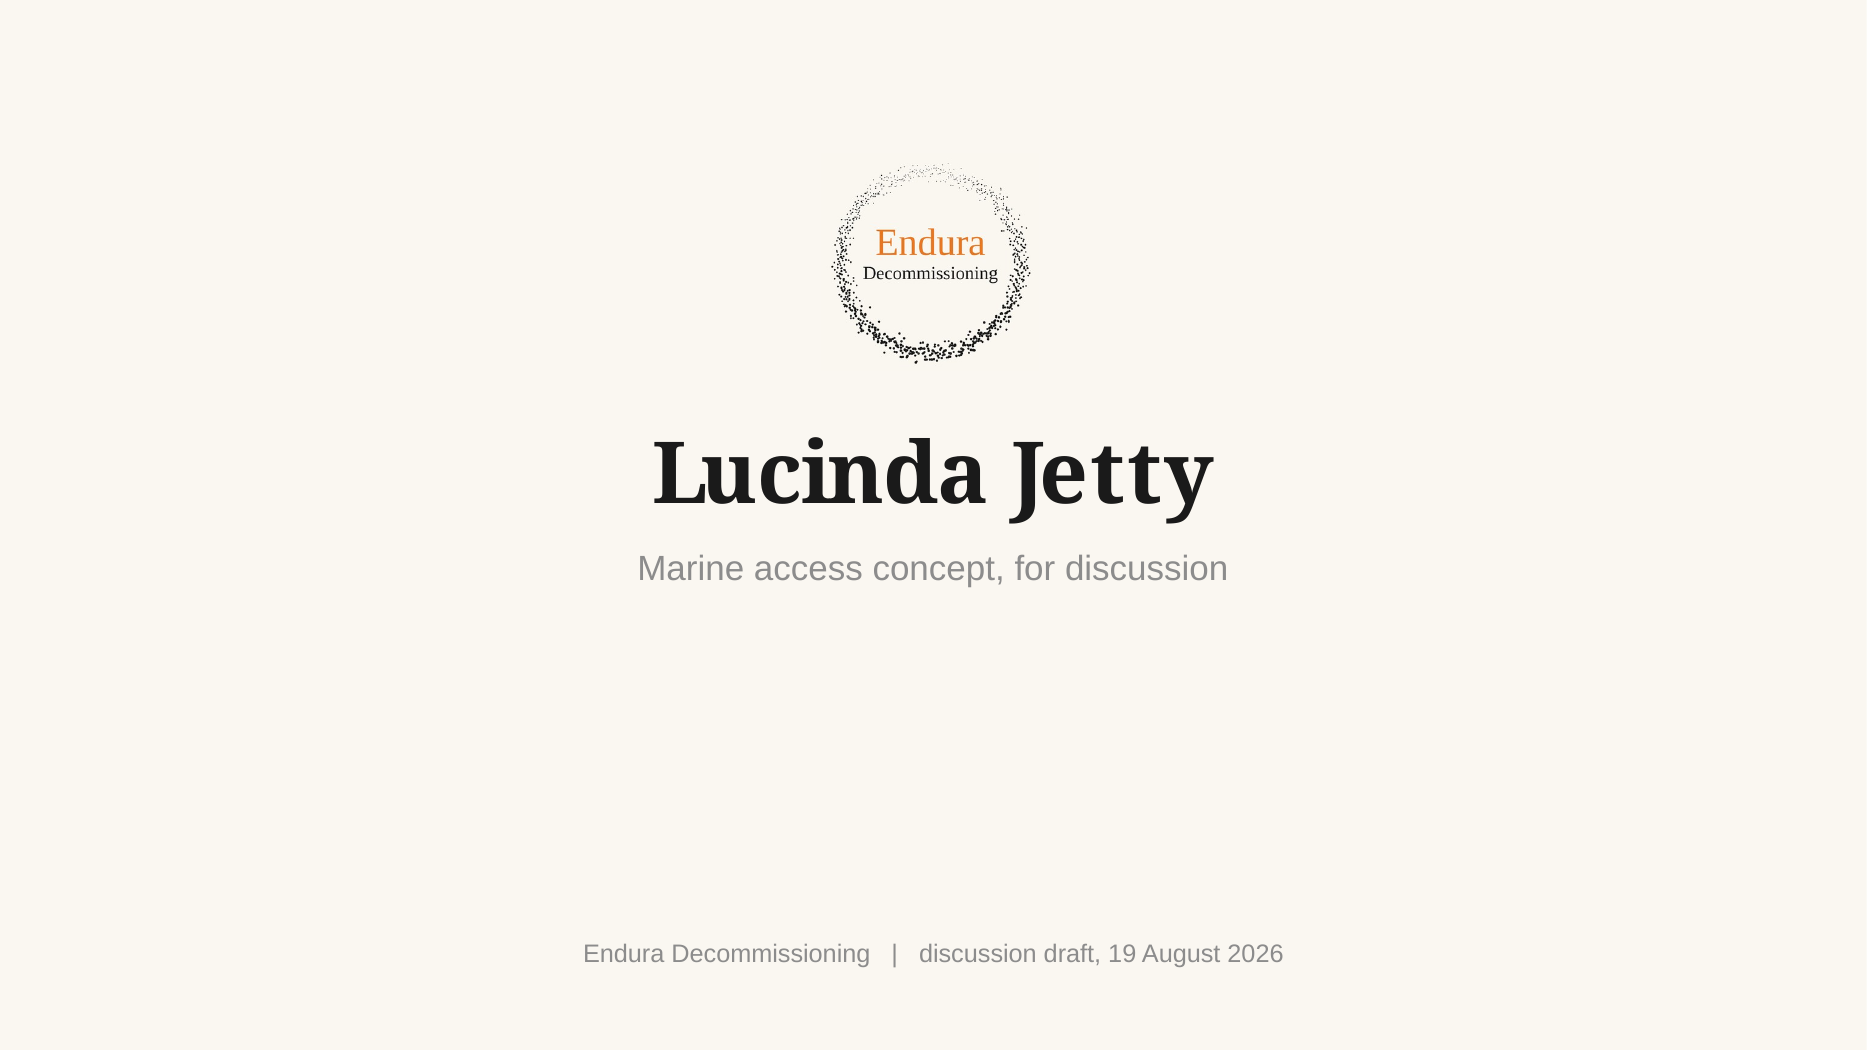 Endura
Decommissioning
Lucinda Jetty
Marine access concept, for discussion
Endura Decommissioning | discussion draft, 19 August 2026